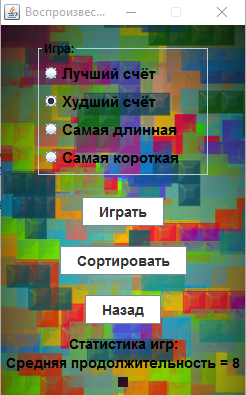 Воспроизвес...
Игра:
Лучший счёт
Худший счёт
Самая длинная
Самая короткая
Играть
Сортировать
Назад
Статистика игр:
Средняя продолжительность = 8